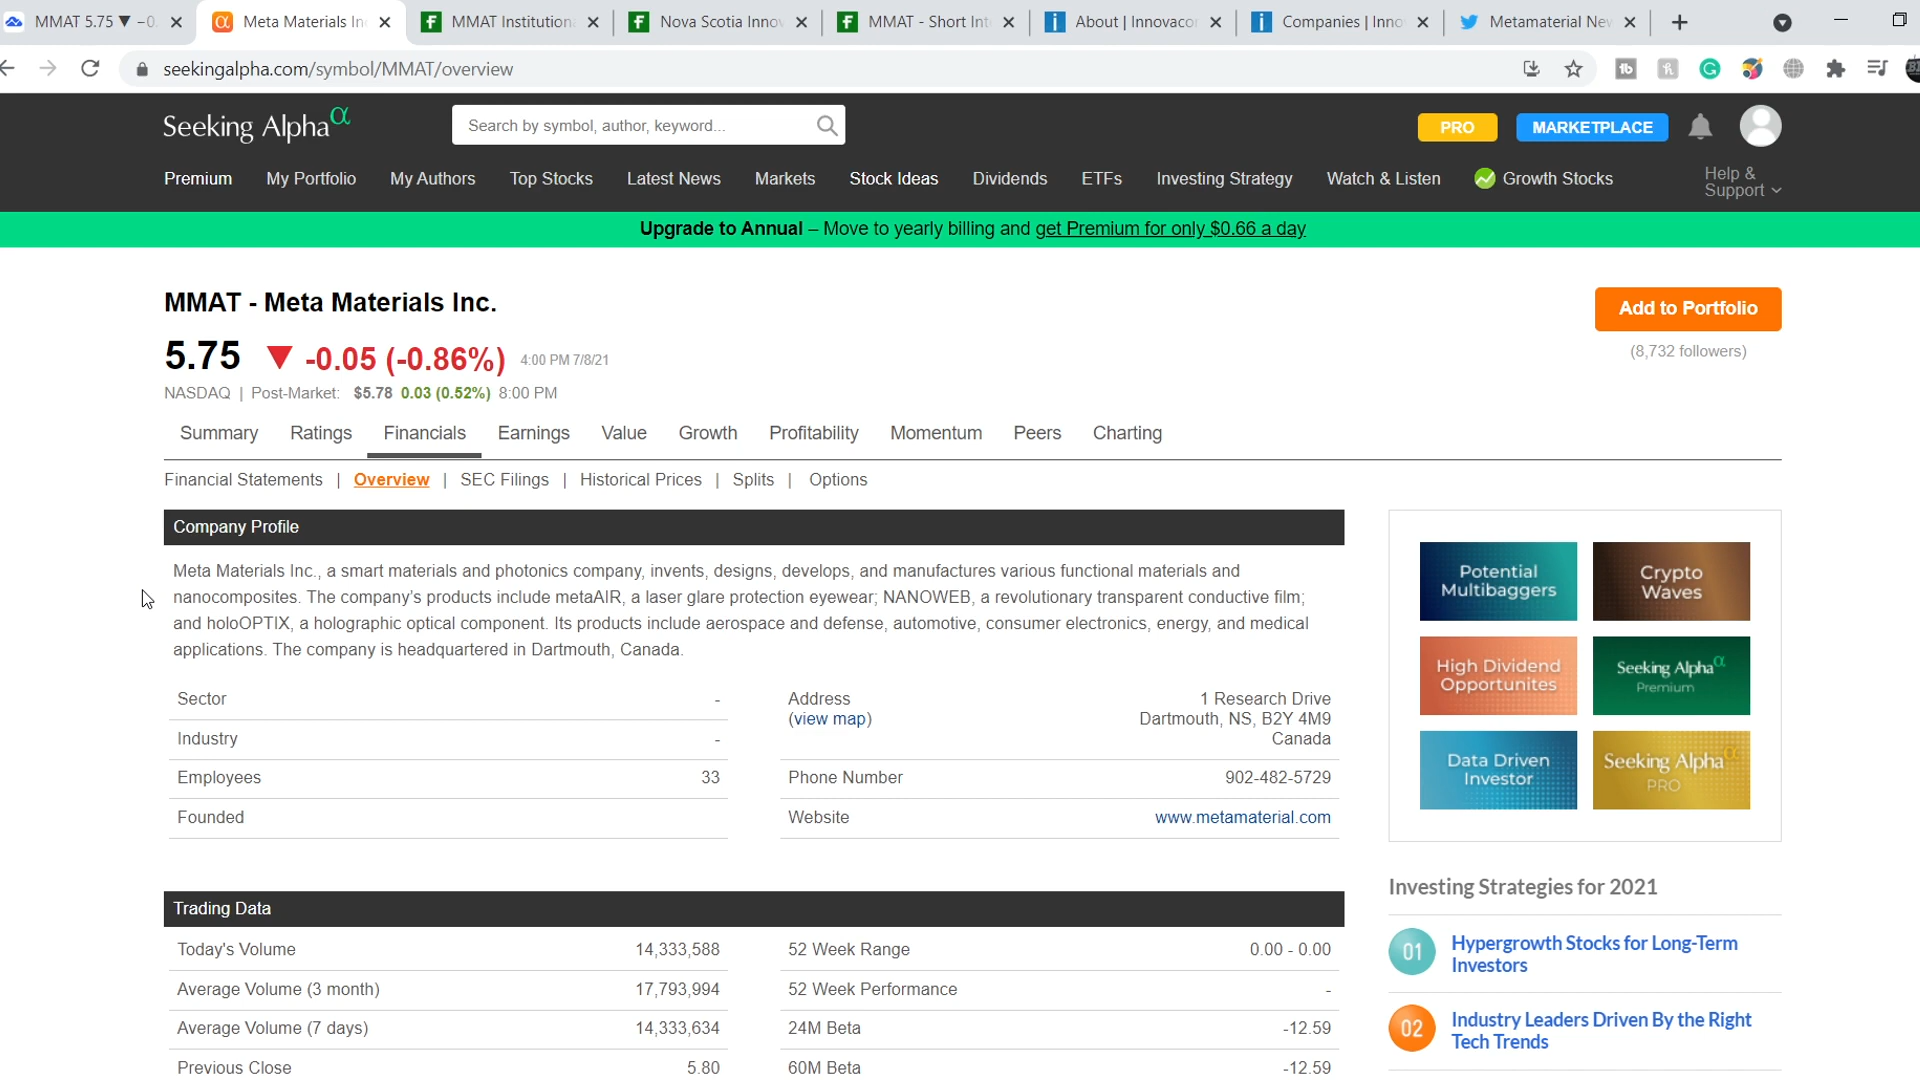 MMAT 5.75 ▼ −0.
Meta Materials In
MMAT Institution
Nova Scotia Innov
MMAT - Short Int
About | Innovacor
Companies | Inno
Metamaterial Nev
seekingalpha.com/symbol/MMAT/overview
Seeking Alpha α
Search by symbol, author, keyword...
PRO
MARKETPLACE
Premium
My Portfolio
My Authors
Top Stocks
Latest News
Markets
Stock Ideas
Dividends
ETFs
Investing Strategy
Watch & Listen
Growth Stocks
Help &
Support
Upgrade to Annual – Move to yearly billing and get Premium for only $0.66 a day
MMAT - Meta Materials Inc.
Add to Portfolio
(8,732 followers)
5.75 ▼ -0.05 (-0.86%) 4:00 PM 7/8/21
NASDAQ | Post-Market: $5.78 0.03 (0.52%) 8:00 PM
Summary Ratings Financials Earnings Value Growth Profitability Momentum Peers Charting
Financial Statements | Overview | SEC Filings | Historical Prices | Splits | Options
Company Profile
Meta Materials Inc., a smart materials and photonics company, invents, designs, develops, and manufactures various functional materials and
nanocomposites. The company's products include metaAIR, a laser glare protection eyewear; NANOWEB, a revolutionary transparent conductive film;
and holoOPTIX, a holographic optical component. Its products include aerospace and defense, automotive, consumer electronics, energy, and medical
applications. The company is headquartered in Dartmouth, Canada.
Sector -
Industry -
Employees 33
Founded
Address
(view map)
1 Research Drive
Dartmouth, NS, B2Y 4M9
Canada
Phone Number 902-482-5729
Website www.metamaterial.com
Trading Data
Today's Volume 14,333,588
Average Volume (3 month) 17,793,994
Average Volume (7 days) 14,333,634
Previous Close 5.80
52 Week Range 0.00 - 0.00
52 Week Performance -
24M Beta -12.59
60M Beta -12.59
Potential
Multibaggers
Crypto
Waves
High Dividend
Opportunites
Seeking Alpha α
Premium
Data Driven
Investor
Seeking Alpha α
PRO
Investing Strategies for 2021
01
Hypergrowth Stocks for Long-Term
Investors
02
Industry Leaders Driven By the Right
Tech Trends